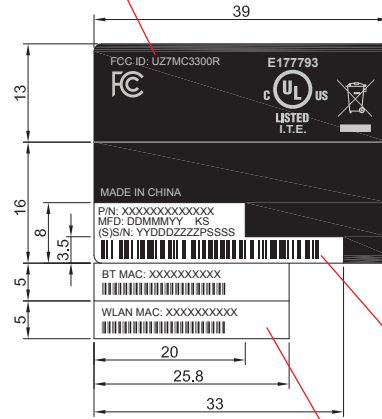 39
FCC ID: UZ7MC3300R
E177793
FC
C UL US
LISTED
I.T.E.
13
16
MADE IN CHINA
P/N: XXXXXXXXXXXXX
MFD: DDMMMYY KS
(S)S/N: YYDDDZZZZPSSSS
8
3.5
BT MAC: XXXXXXXXXX
5
WLAN MAC: XXXXXXXXXX
5
20
25.8
33